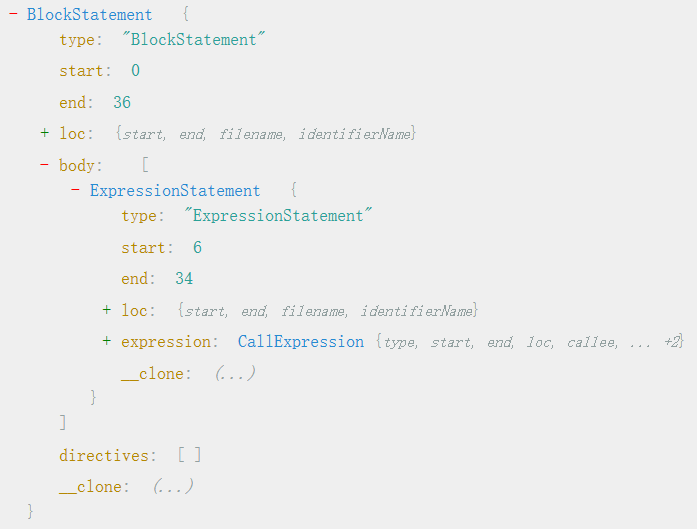 - BlockStatement {
type: "BlockStatement"
start: 0
end: 36
+ loc: {start, end, filename, identifierName}
- body: [
- ExpressionStatement {
type: "ExpressionStatement"
start: 6
end: 34
+ loc: {start, end, filename, identifierName}
+ expression: CallExpression {type, start, end, loc, callee, ... +2}
__clone: (...)
}
]
directives: [ ]
__clone: (...)
}